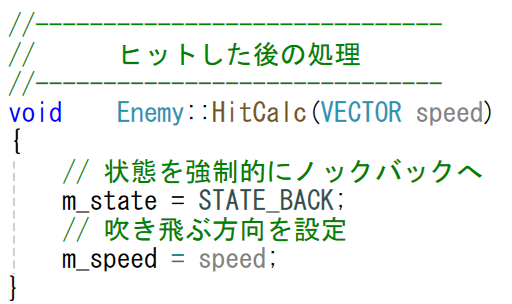 //------------------------------
//      ヒットした後の処理
//------------------------------
void    Enemy::HitCalc(VECTOR speed)
{
    // 状態を強制的にノックバックへ
    m_state = STATE_BACK;
    // 吹き飛ぶ方向を設定
    m_speed = speed;
}